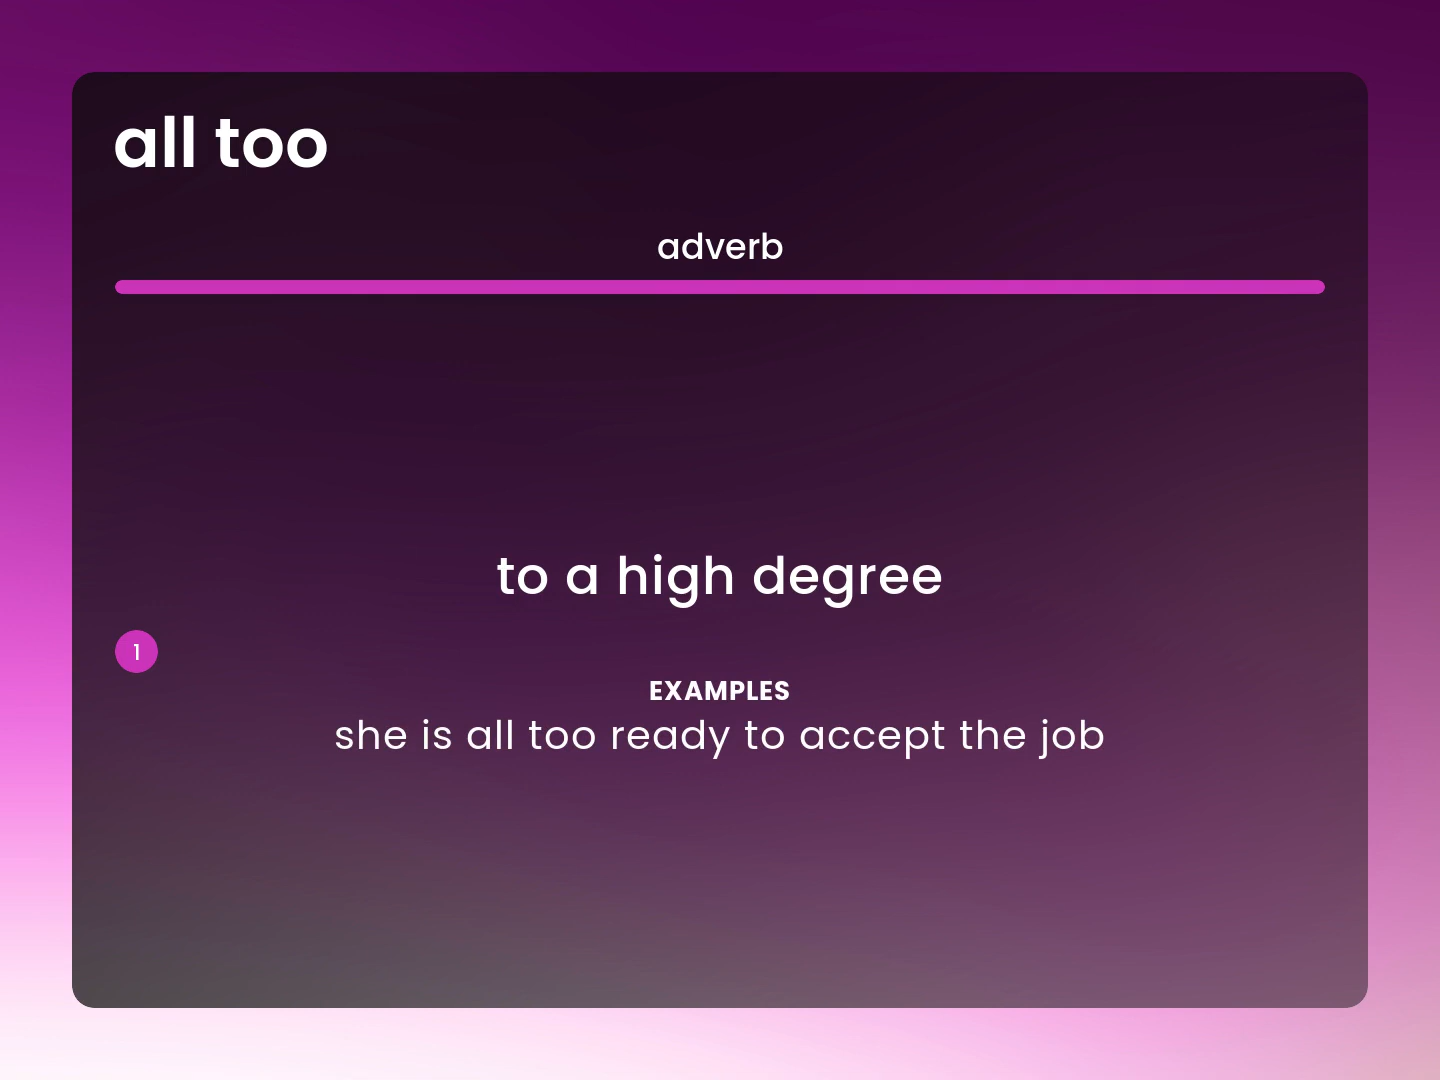 all too
adverb
to a high degree
1
EXAMPLES
she is all too ready to accept the job